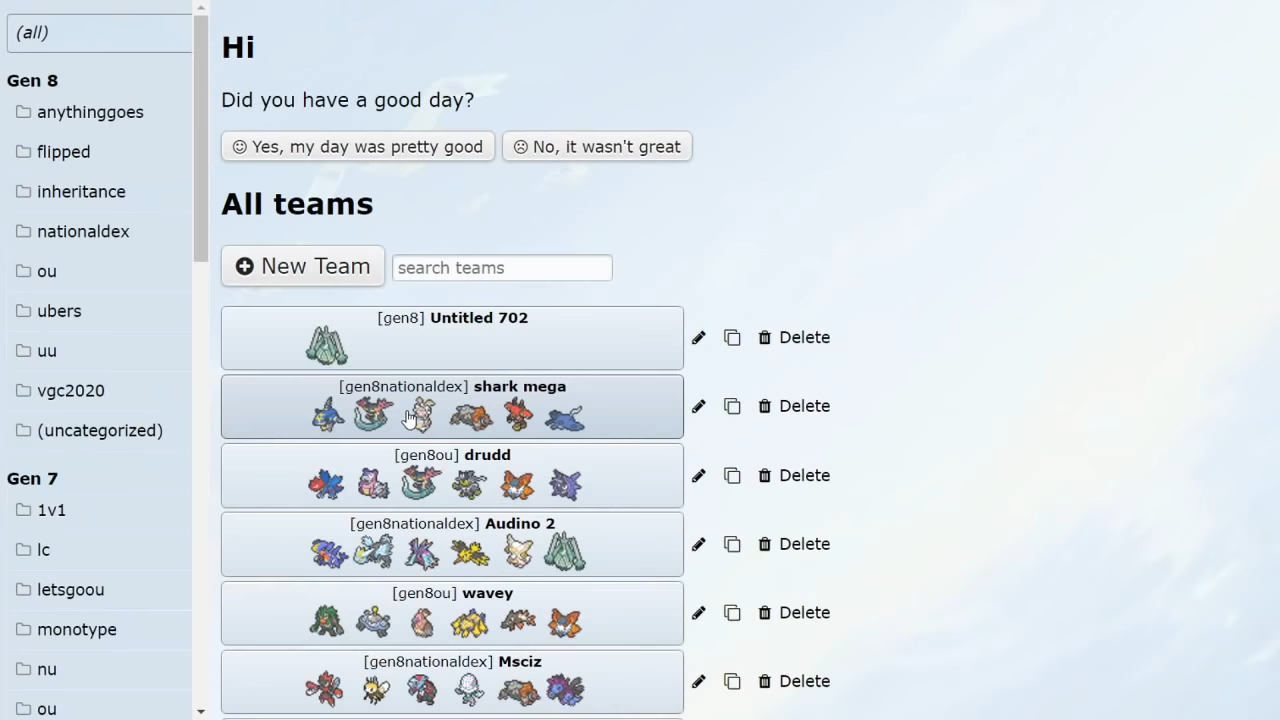 (all)
Gen 8
anythinggoes
flipped
inheritance
nationaldex
ou
ubers
uu
vgc2020
(uncategorized)
Gen 7
1v1
lc
letsgoou
monotype
nu
ou
Hi
Did you have a good day?
Yes, my day was pretty good
No, it wasn't great
All teams
New Team
search teams
[gen8] Untitled 702
Delete
[gen8nationaldex] shark mega
Delete
[gen8ou] drudd
Delete
[gen8nationaldex] Audino 2
Delete
[gen8ou] wavey
Delete
[gen8nationaldex] Msciz
Delete